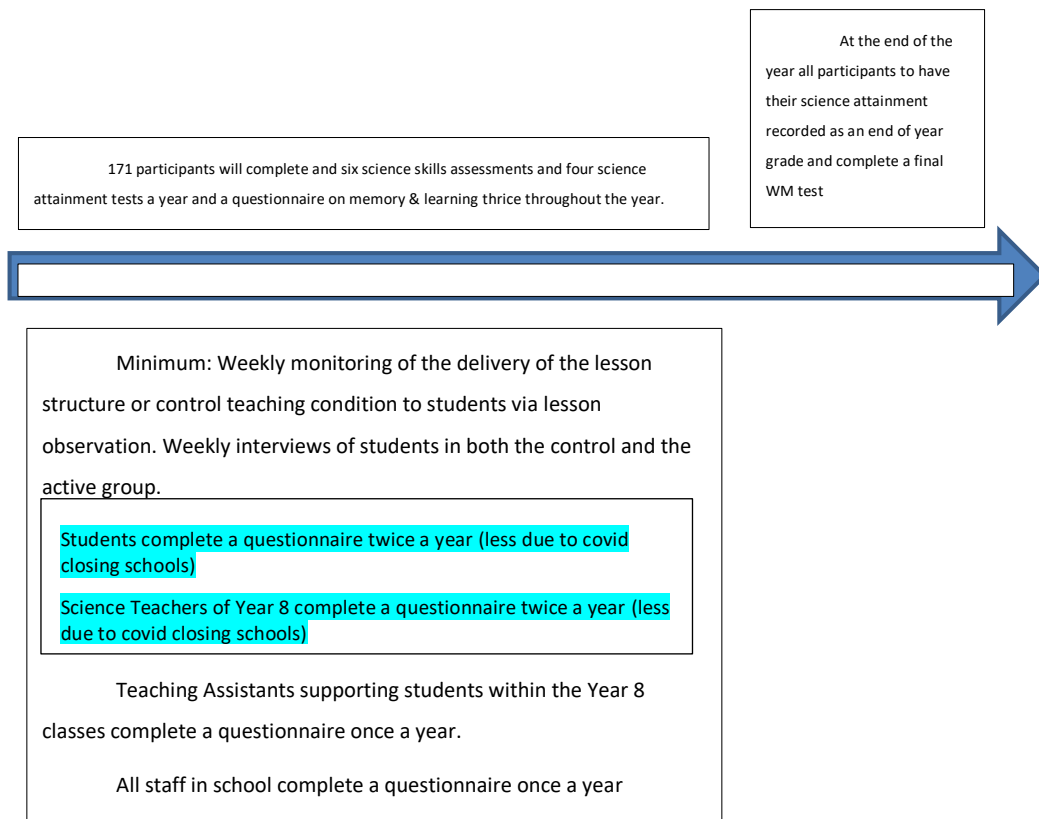 At the end of the
year all participants to have
their science attainment
recorded as an end of year
grade and complete a final
WM test
171 participants will complete and six science skills assessments and four science
attainment tests a year and a questionnaire on memory & learning thrice throughout the year.
Minimum: Weekly monitoring of the delivery of the lesson
structure or control teaching condition to students via lesson
observation. Weekly interviews of students in both the control and the
active group.
Students complete a questionnaire twice a year (less due to covid
closing schools)
Science Teachers of Year 8 complete a questionnaire twice a year (less
due to covid closing schools)
Teaching Assistants supporting students within the Year 8
classes complete a questionnaire once a year.
All staff in school complete a questionnaire once a year